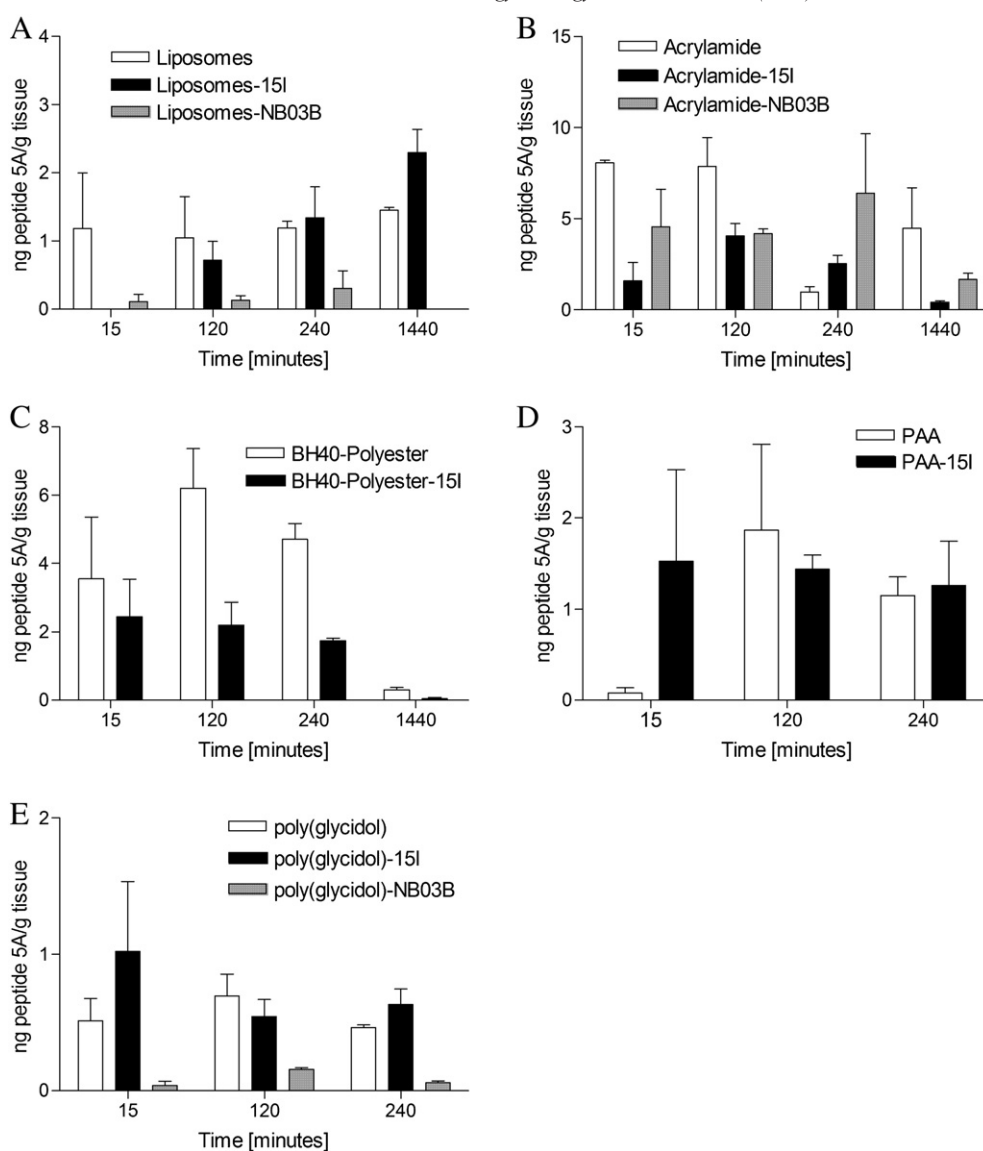 A
4
3
2
1
0
ng peptide 5A/g tissue
Liposomes
Liposomes-15I
Liposomes-NB03B
15 120 240 1440
Time [minutes]
B
15
10
5
0
ng peptide 5A/g tissue
Acrylamide
Acrylamide-15I
Acrylamide-NB03B
15 120 240 1440
Time [minutes]
C
8
6
4
2
0
ng peptide 5A/g tissue
BH40-Polyester
BH40-Polyester-15I
15 120 240 1440
Time [minutes]
D
3
2
1
0
ng peptide 5A/g tissue
PAA
PAA-15I
15 120 240
Time [minutes]
E
2
1
0
ng peptide 5A/g tissue
poly(glycidol)
poly(glycidol)-15I
poly(glycidol)-NB03B
15 120 240
Time [minutes]